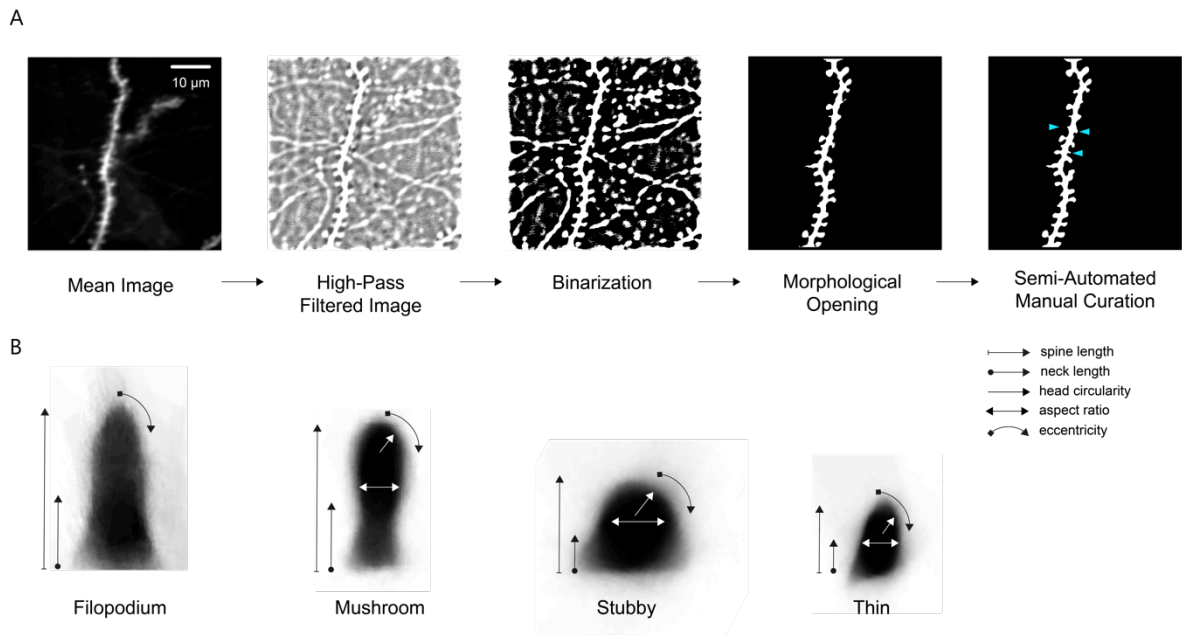 A
10 µm
Mean Image
High-Pass
Filtered Image
Binarization
Morphological
Opening
Semi-Automated
Manual Curation
B
spine length
neck length
head circularity
aspect ratio
eccentricity
Filopodium
Mushroom
Stubby
Thin